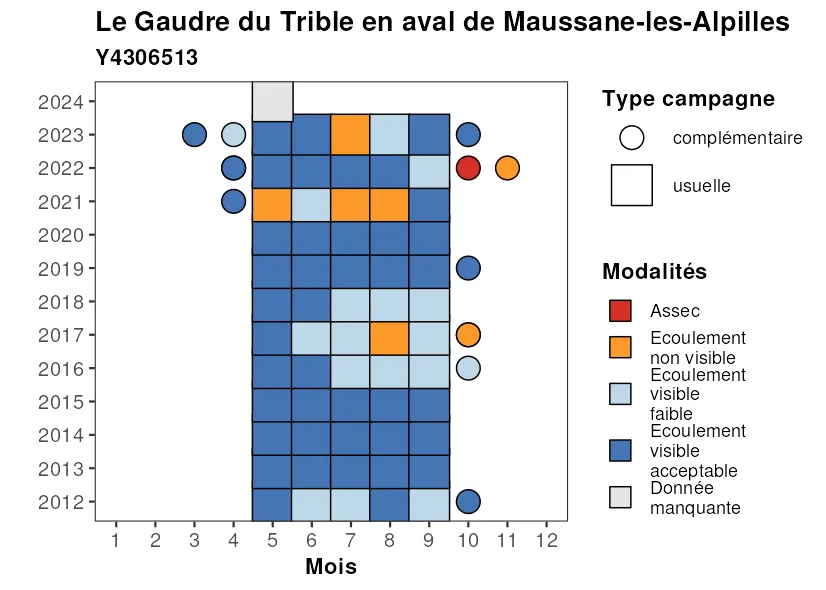 Le Gaudre du Trible en aval de Maussane-les-Alpilles
Y4306513
2024
2023
2022
2021
2020
2019
2018
2017
2016
2015
2014
2013
2012
1 2 3 4 5 6 7 8 9 10 11 12
Mois
Type campagne
complémentaire
usuelle
Modalités
Assec
Ecoulement
non visible
Ecoulement
visible
faible
Ecoulement
visible
acceptable
Donnée
manquante